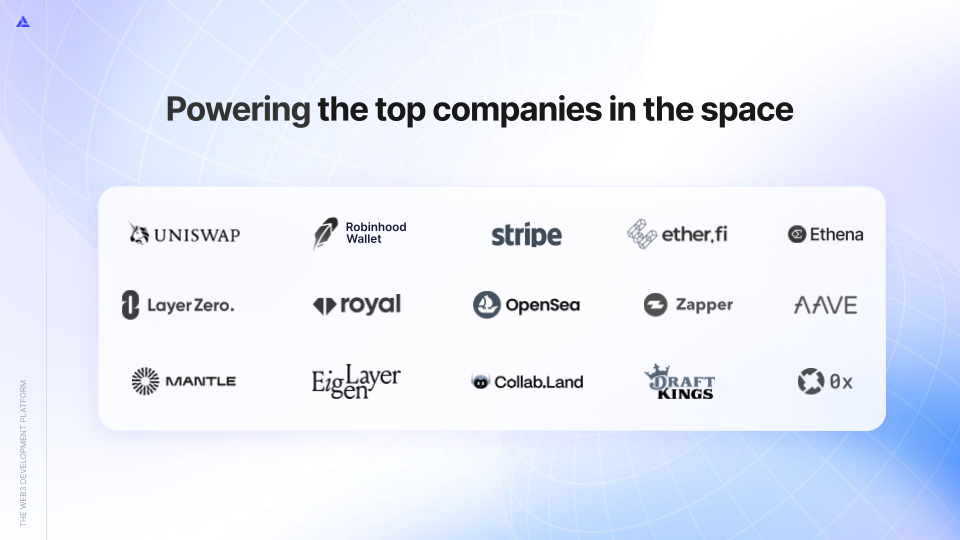 Powering the top companies in the space
UNISWAP
Robinhood
Wallet
stripe
ether.fi
Ethena
LayerZero.
royal
OpenSea
Zapper
AAVE
MANTLE
EigenLayer
Collab.Land
DRAFT
KINGS
0x
THE WEB3 DEVELOPMENT PLATFORM